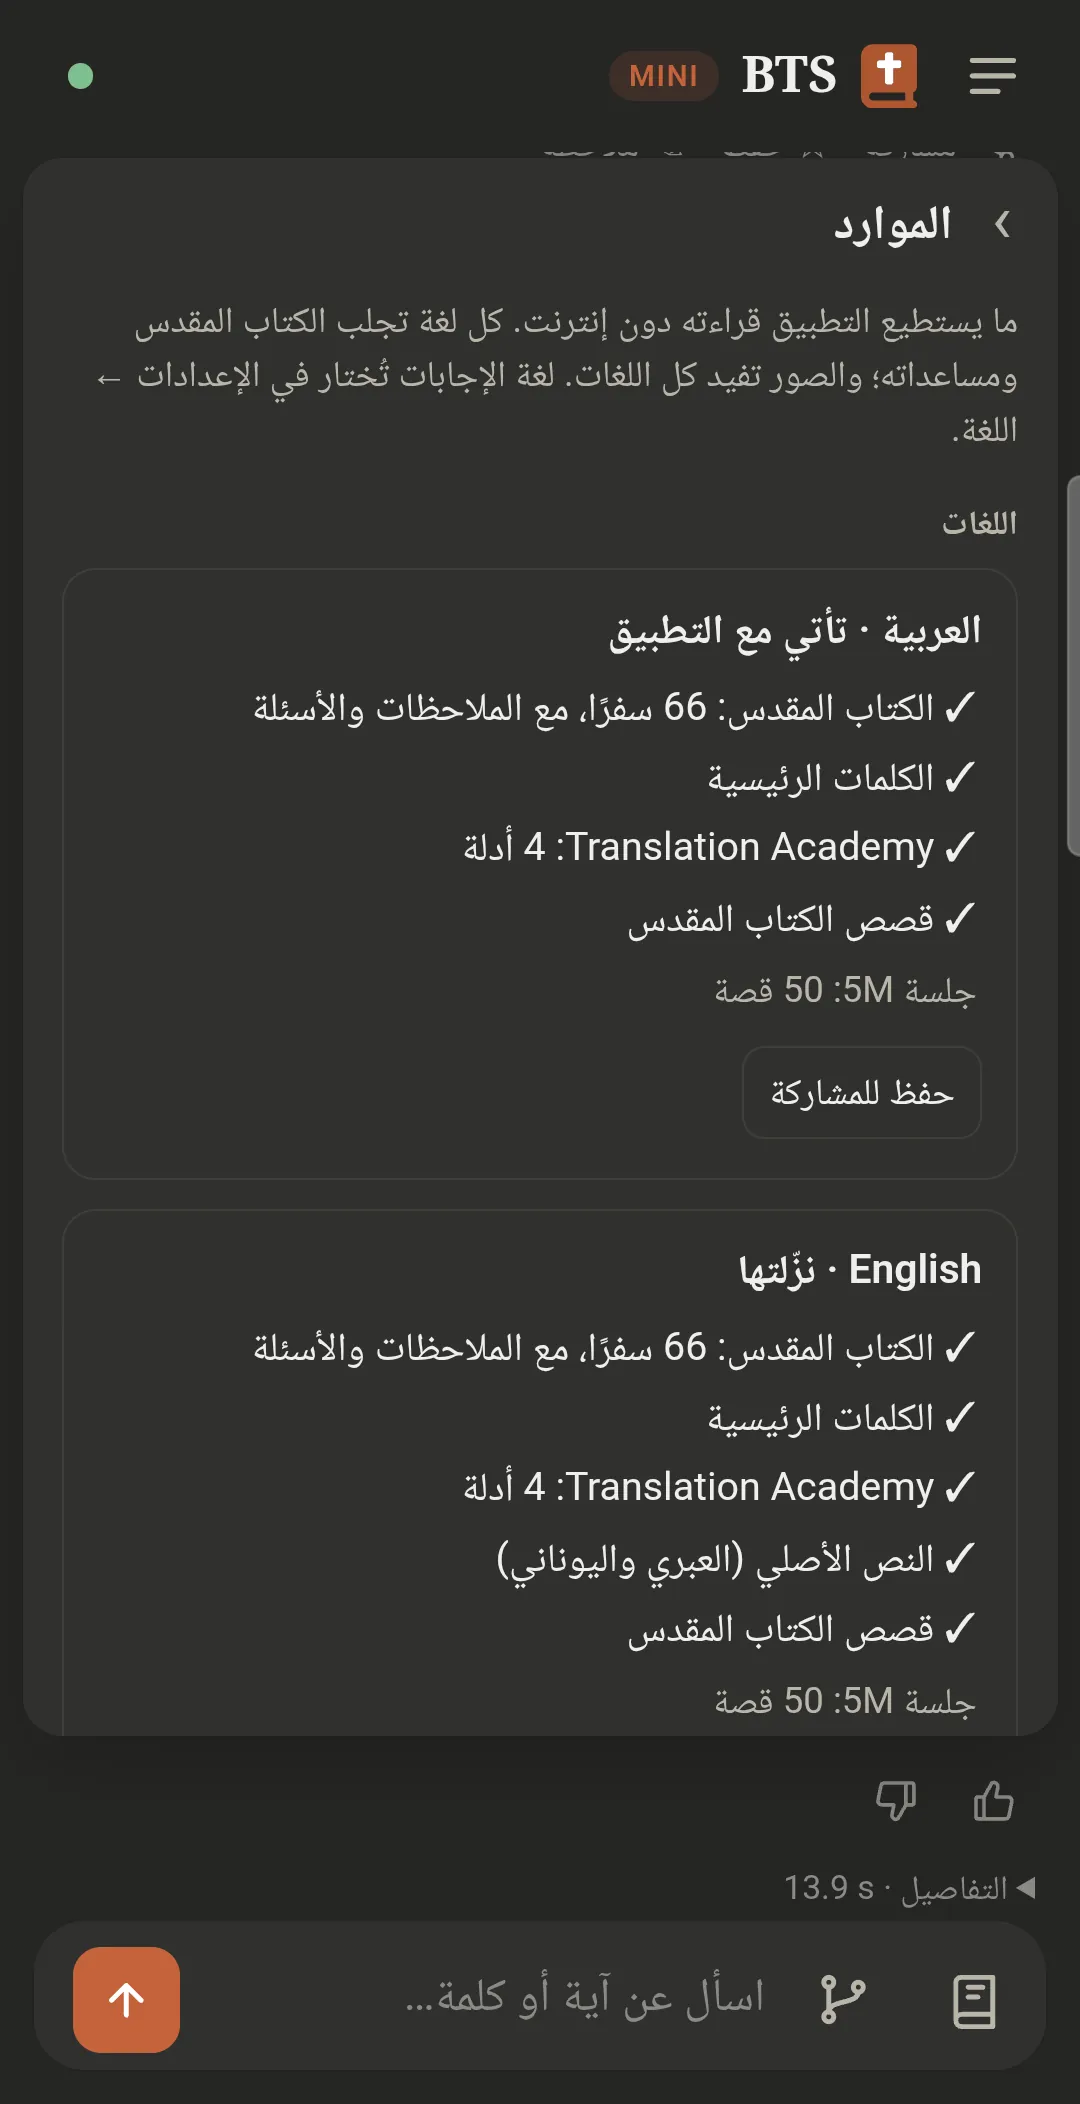 BTS MINI
الموارد
ما يستطيع التطبيق قراءته دون إنترنت. كل لغة تجلب الكتاب المقدس
ومساعداته؛ والصور تفيد كل اللغات. لغة الإجابات تُختار في الإعدادات ←
اللغة.
اللغات
العربية · تأتي مع التطبيق
✓ الكتاب المقدس: 66 سفرًا، مع الملاحظات والأسئلة
✓ الكلمات الرئيسية
✓ Translation Academy: 4 أدلة
✓ قصص الكتاب المقدس
جلسة 5M: 50 قصة
حفظ للمشاركة
English · نزّلتها
✓ الكتاب المقدس: 66 سفرًا، مع الملاحظات والأسئلة
✓ الكلمات الرئيسية
✓ Translation Academy: 4 أدلة
✓ النص الأصلي (العبري واليوناني)
✓ قصص الكتاب المقدس
جلسة 5M: 50 قصة
التفاصيل · 13.9 s
اسأل عن آية أو كلمة...